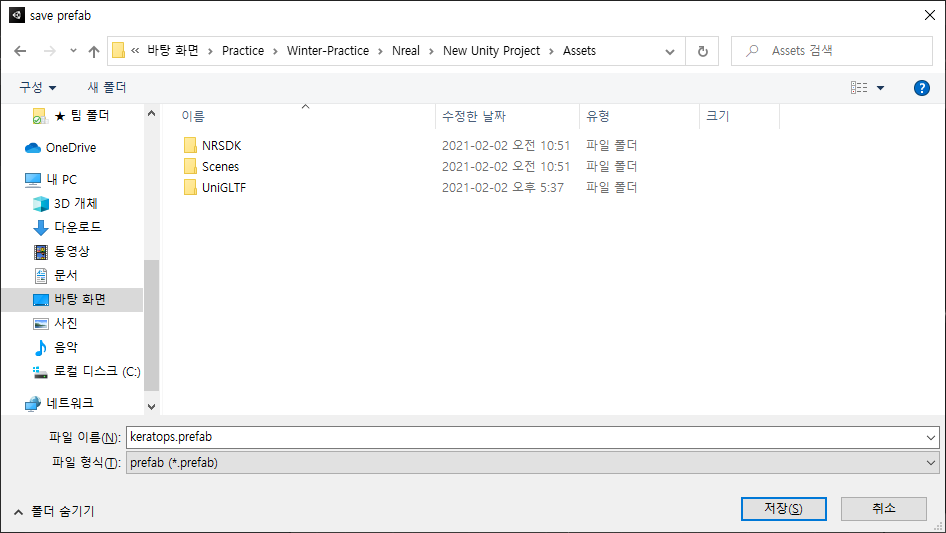 save prefab
« 바탕 화면 › Practice › Winter-Practice › Nreal › New Unity Project › Assets
Assets 검색
구성 새 폴더
이름 수정한 날짜 유형 크기
★ 팀 폴더
OneDrive
내 PC
3D 개체
다운로드
동영상
문서
바탕 화면
사진
음악
로컬 디스크 (C:)
네트워크
NRSDK 2021-02-02 오전 10:51 파일 폴더
Scenes 2021-02-02 오전 10:51 파일 폴더
UniGLTF 2021-02-02 오후 5:37 파일 폴더
파일 이름(N): keratops.prefab
파일 형식(T): prefab (*.prefab)
폴더 숨기기 저장(S) 취소